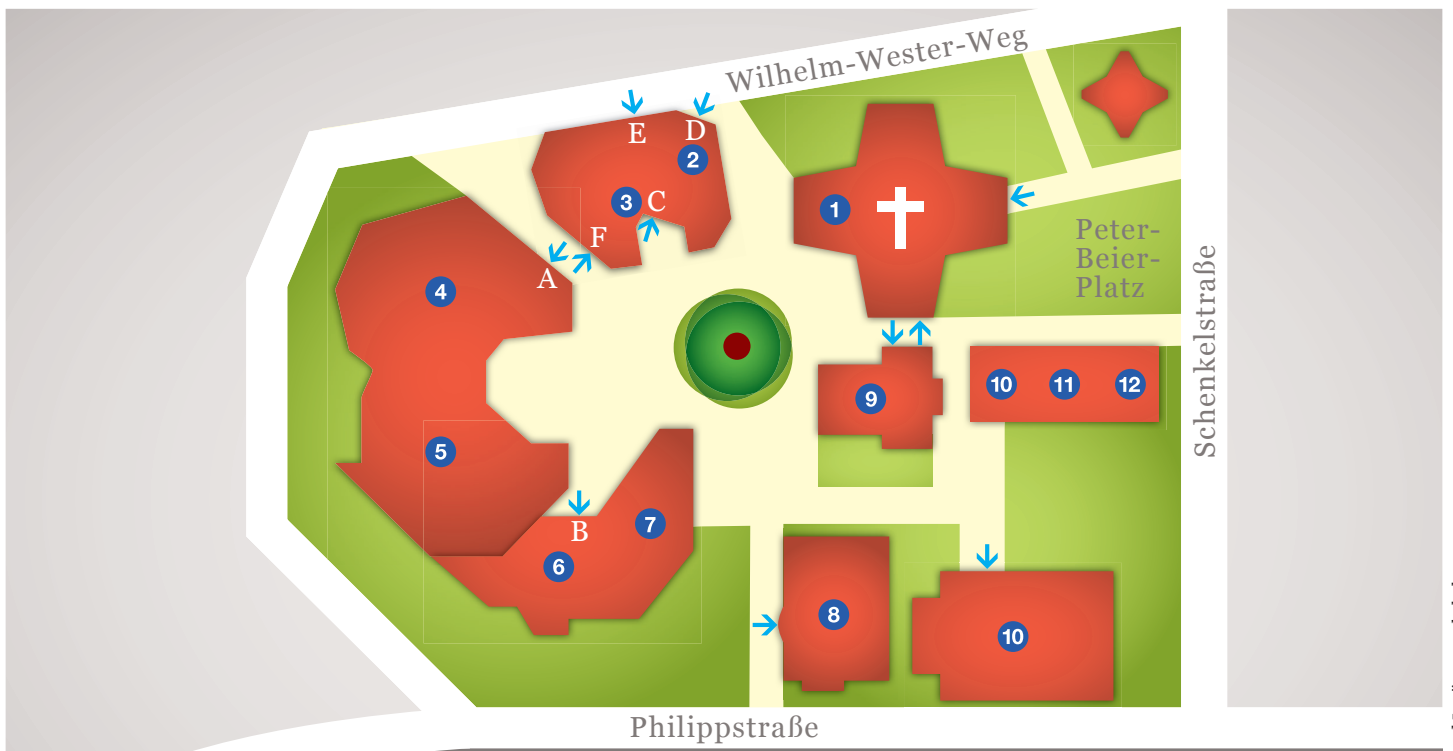 Wilhelm-Wester-Weg
E
D
2
3
C
1
F
A
Peter-
Beier-
Platz
4
Schenkelstraße
9
10
11
12
5
B
7
6
8
10
Philippstraße